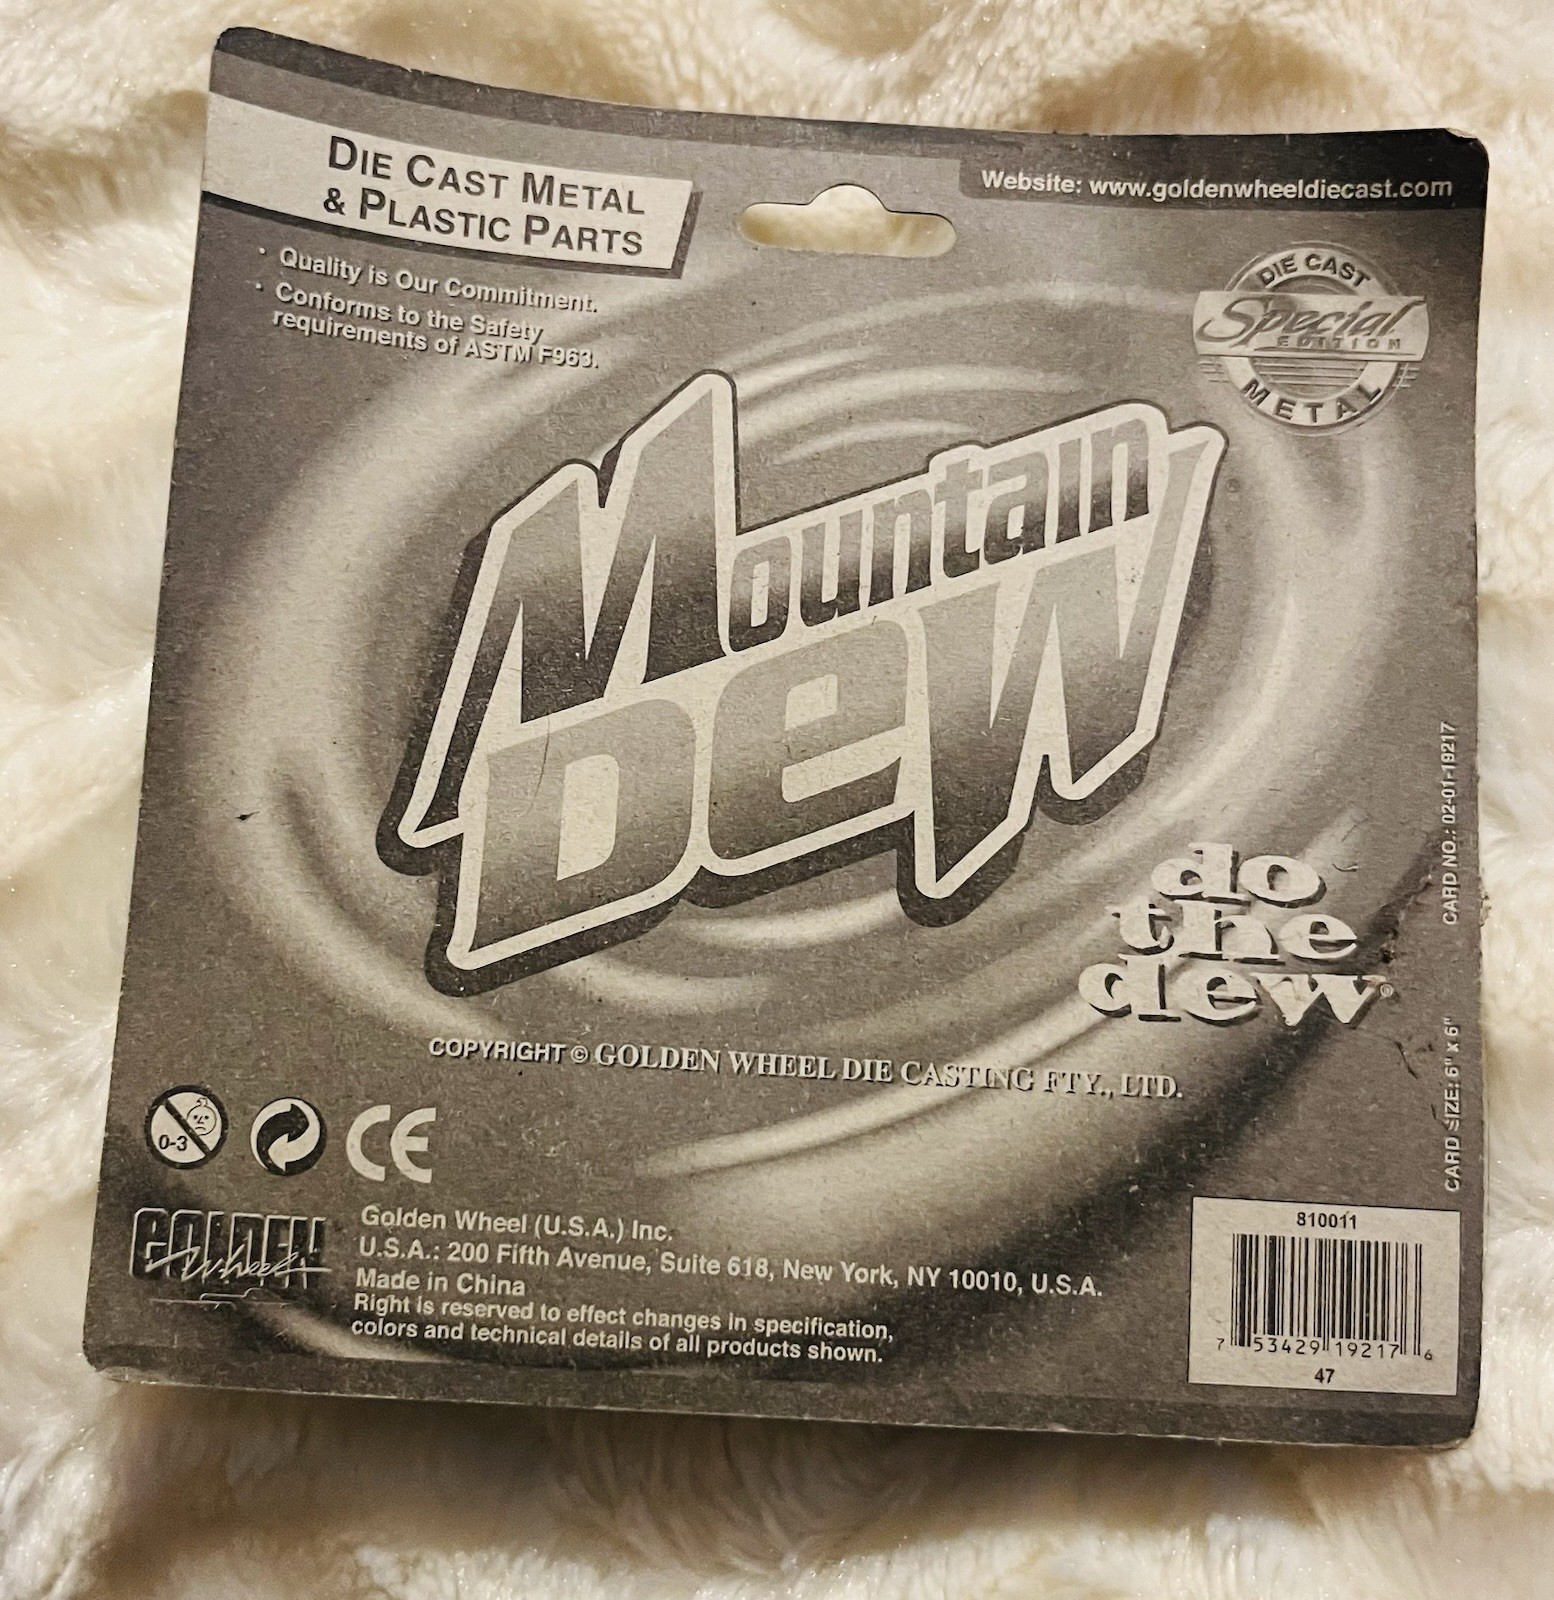 DIE CAST METAL
& PLASTIC PARTS
· Quality is Our Commitment.
· Conforms to the Safety
requirements of ASTM F963.
Website: www.goldenwheeldiecast.com
DIE CAST
Special
EDITION
METAL
Mountain
Dew
do
the
dew®
CARD NO.: 02-01-19217
CARD SIZE: 6" x 6"
COPYRIGHT © GOLDEN WHEEL DIE CASTING FTY., LTD.
0-3
CE
GOLDEN
Wheel
Golden Wheel (U.S.A.) Inc.
U.S.A.: 200 Fifth Avenue, Suite 618, New York, NY 10010, U.S.A.
Made in China
Right is reserved to effect changes in specification,
colors and technical details of all products shown.
810011
7 53429 19217 6
47